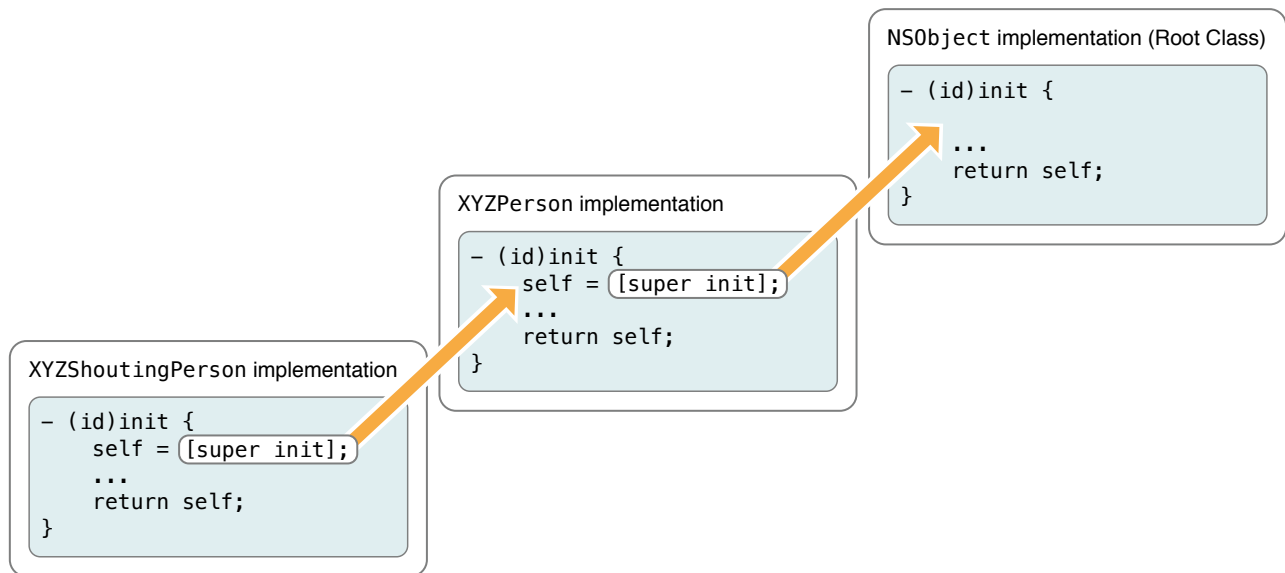 NSObject implementation (Root Class)
– (id)init {
...
return self;
}
XYZPerson implementation
– (id)init {
self = [super init];
...
return self;
}
XYZShoutingPerson implementation
– (id)init {
self = [super init];
...
return self;
}